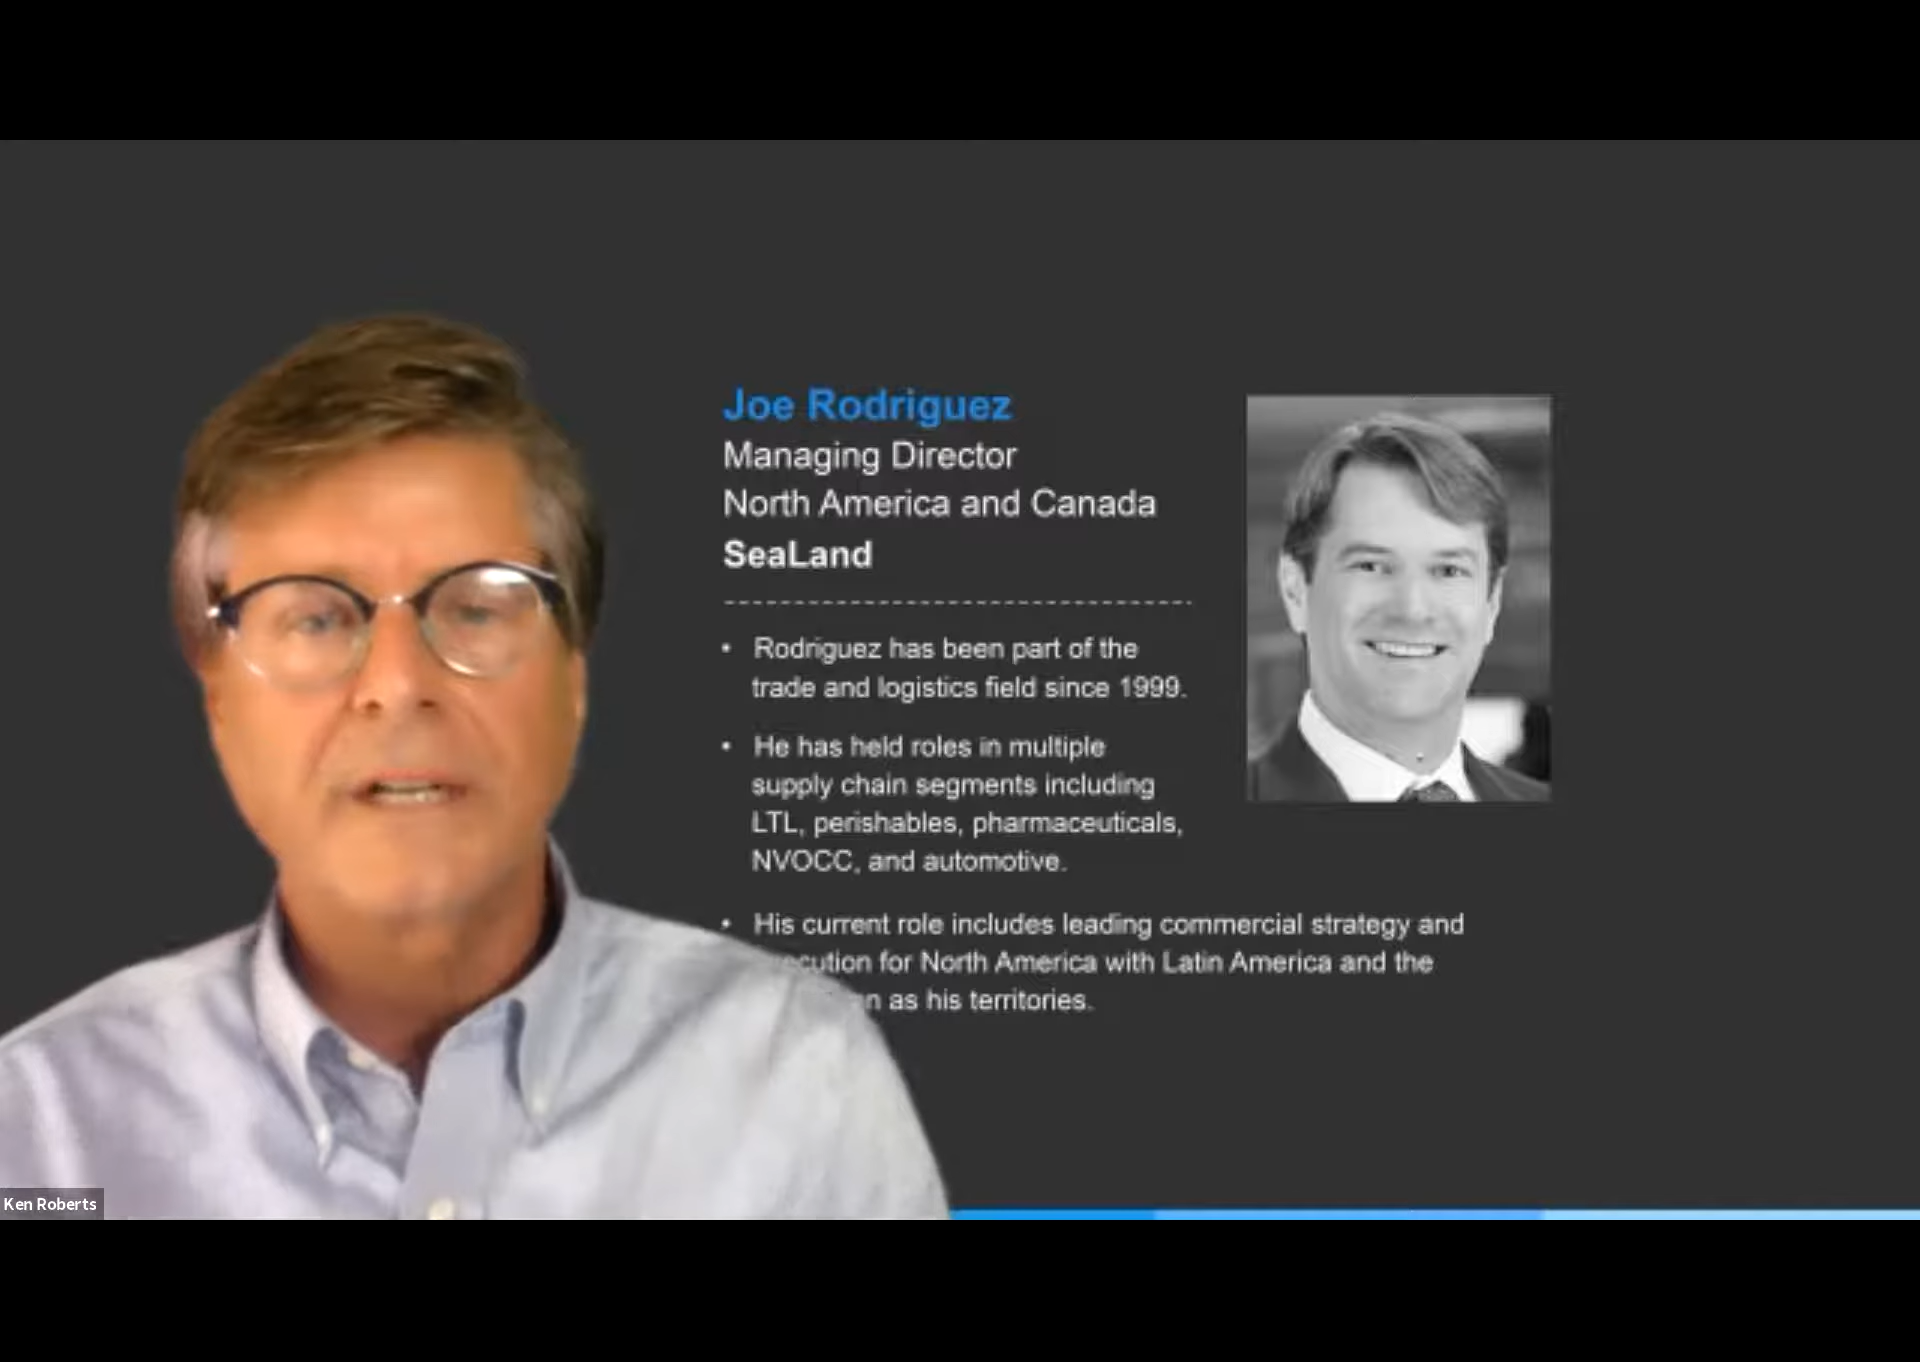 Joe Rodriguez
Managing Director
North America and Canada
SeaLand
• Rodriguez has been part of the
trade and logistics field since 1999.
• He has held roles in multiple
supply chain segments including
LTL, perishables, pharmaceuticals,
NVOCC, and automotive.
• His current role includes leading commercial strategy and
for North America with Latin America and the
as his territories.
Ken Roberts